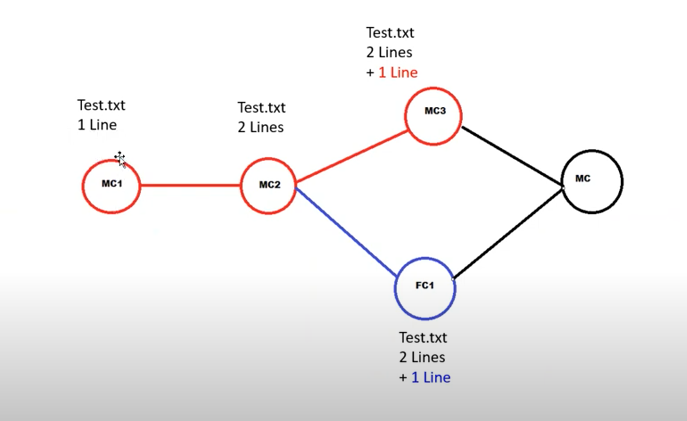 Test.txt
1 Line
MC1
Test.txt
2 Lines
MC2
Test.txt
2 Lines
+ 1 Line
MC3
MC
FC1
Test.txt
2 Lines
+ 1 Line